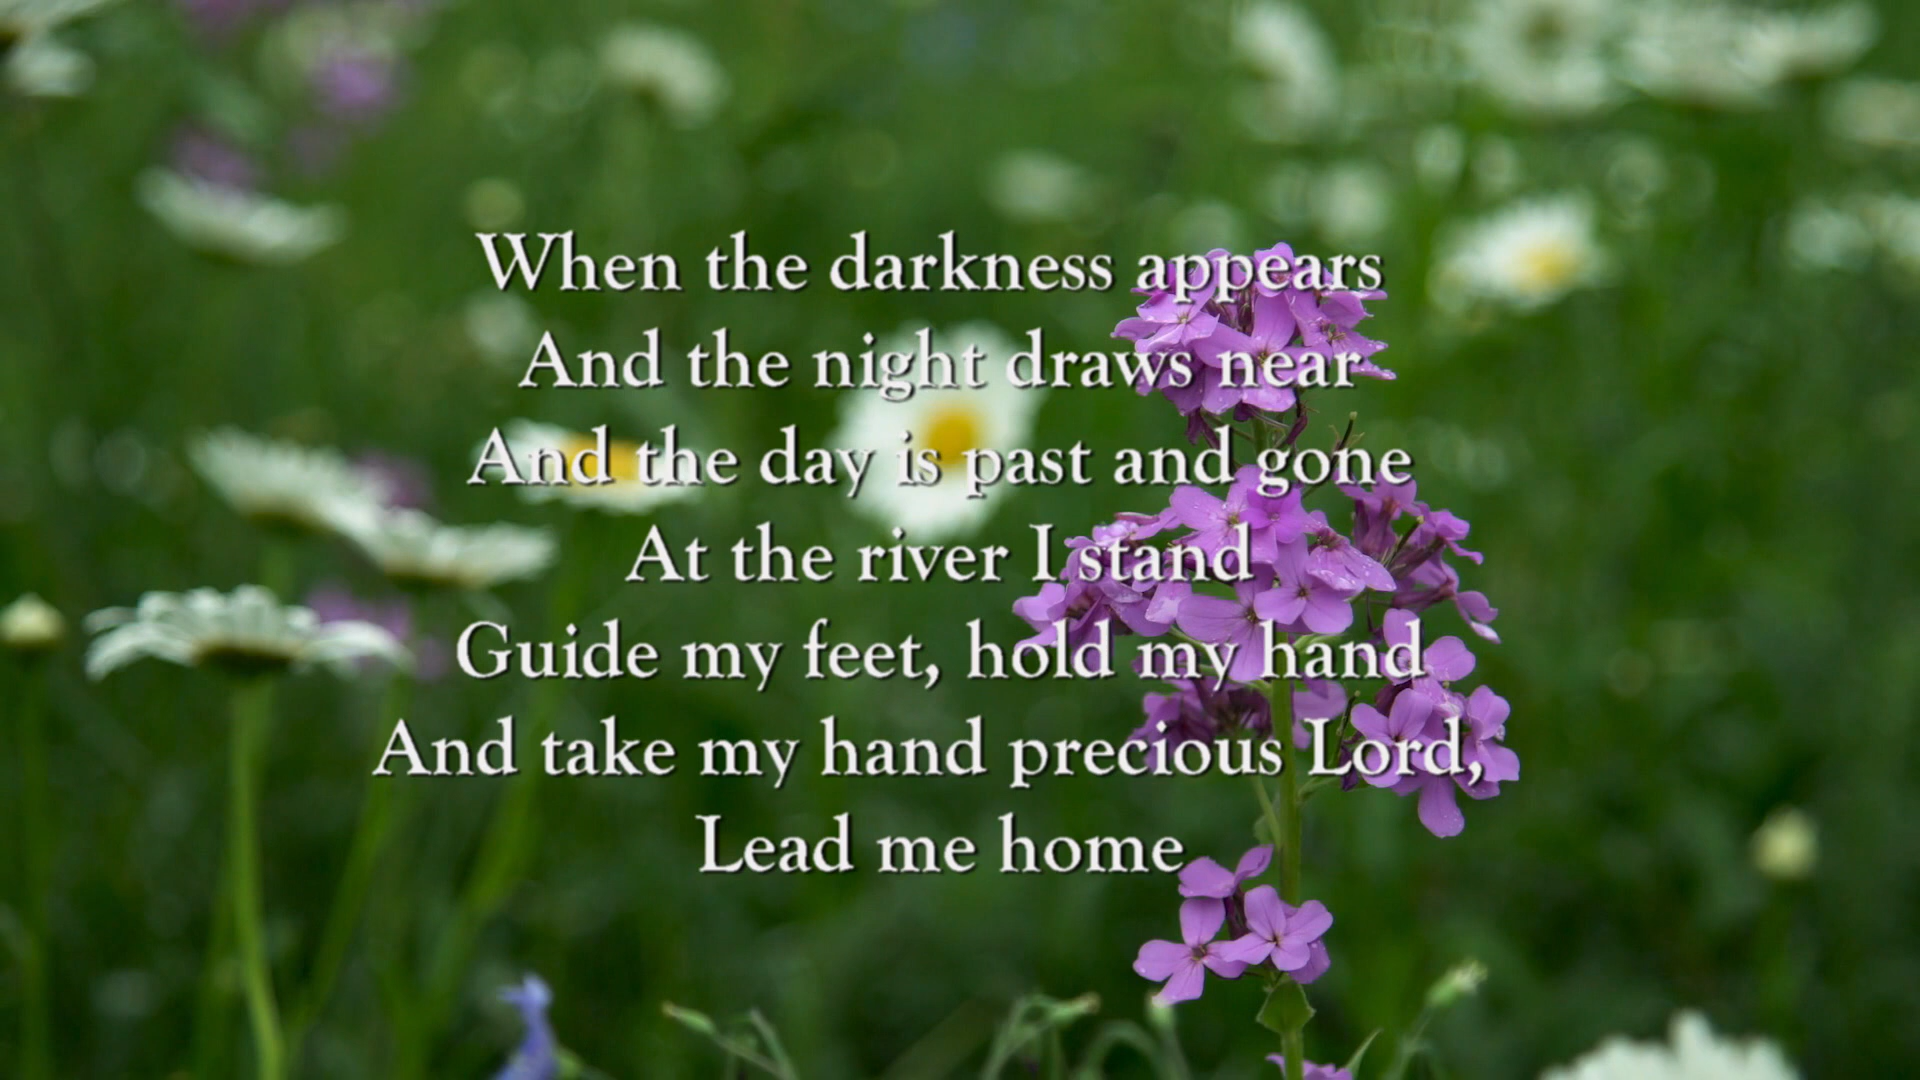 When the darkness appears
And the night draws near
And the day is past and gone
At the river I stand
Guide my feet, hold my hand
And take my hand precious Lord,
Lead me home